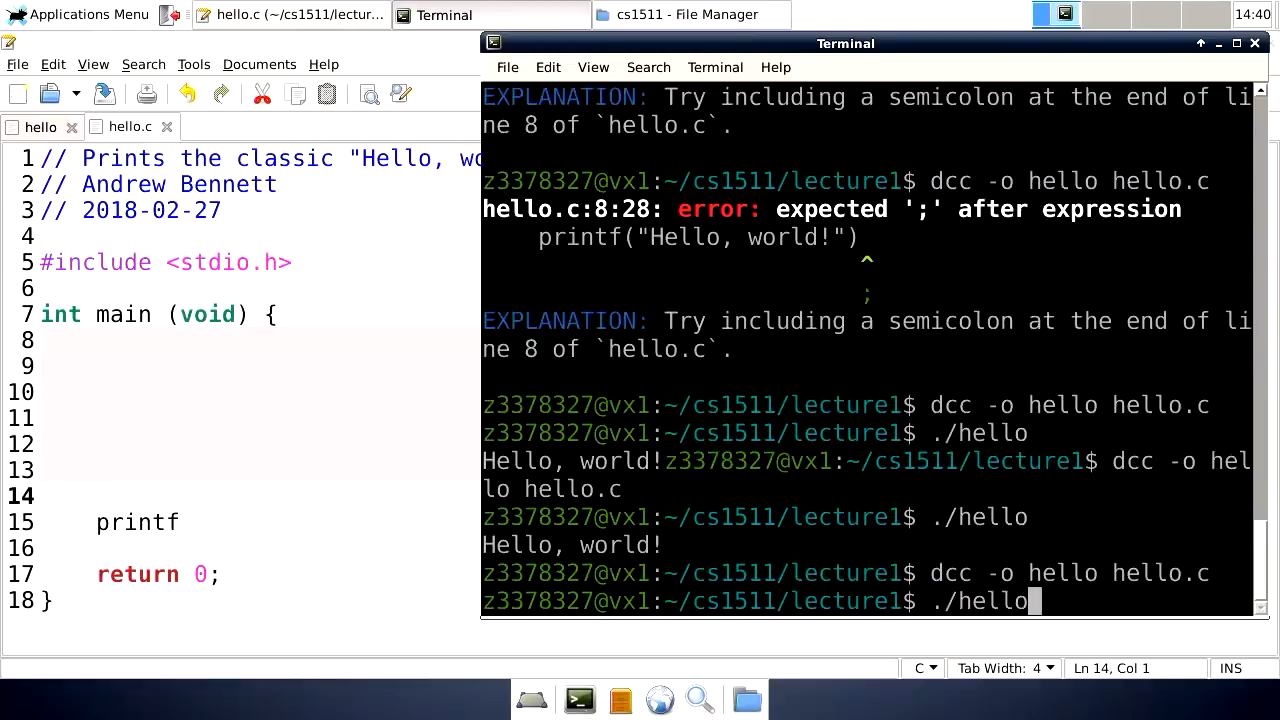 Applications Menu
hello.c (~/cs1511/lectur...
Terminal
cs1511 - File Manager
14:40
File Edit View Search Tools Documents Help
hello
hello.c
1 // Prints the classic "Hello, wo
2 // Andrew Bennett
3 // 2018-02-27
4
5 #include <stdio.h>
6
7 int main (void) {
8
9
10
11
12
13
14
15 printf
16
17 return 0;
18 }
Terminal
File Edit View Search Terminal Help
EXPLANATION: Try including a semicolon at the end of li
ne 8 of `hello.c`.
z3378327@vx1:~/cs1511/lecture1$ dcc -o hello hello.c
hello.c:8:28: error: expected ';' after expression
printf("Hello, world!")
^
;
EXPLANATION: Try including a semicolon at the end of li
ne 8 of `hello.c`.
z3378327@vx1:~/cs1511/lecture1$ dcc -o hello hello.c
z3378327@vx1:~/cs1511/lecture1$ ./hello
Hello, world!z3378327@vx1:~/cs1511/lecture1$ dcc -o hel
lo hello.c
z3378327@vx1:~/cs1511/lecture1$ ./hello
Hello, world!
z3378327@vx1:~/cs1511/lecture1$ dcc -o hello hello.c
z3378327@vx1:~/cs1511/lecture1$ ./hello
C
Tab Width: 4
Ln 14, Col 1
INS